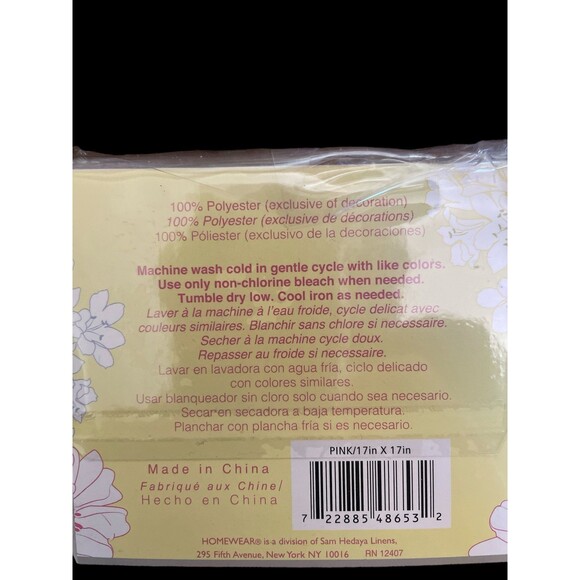 100% Polyester (exclusive of decoration)
100% Polyester (exclusive de décorations)
100% Póliester (exclusivo de la decoraciones)
Machine wash cold in gentle cycle with like colors.
Use only non-chlorine bleach when needed.
Tumble dry low. Cool iron as needed.
Laver à la machine à l'eau froide, cycle délicat avec
couleurs similaires. Blanchir sans chlore si necessaire.
Secher à la machine cycle doux.
Repasser au froide si necessaire.
Lavar en lavadora con agua fría, ciclo delicado
con colores similares.
Usar blanqueador sin cloro solo cuando sea necesario.
Secar en secadora a baja temperatura.
Planchar con plancha fría si es necesario.
PINK/17in X 17in
Made in China
Fabriqué aux Chine/
Hecho en China
7 22885 48653 2
HOMEWEAR® is a division of Sam Hedaya Linens,
295 Fifth Avenue, New York NY 10016 RN 12407